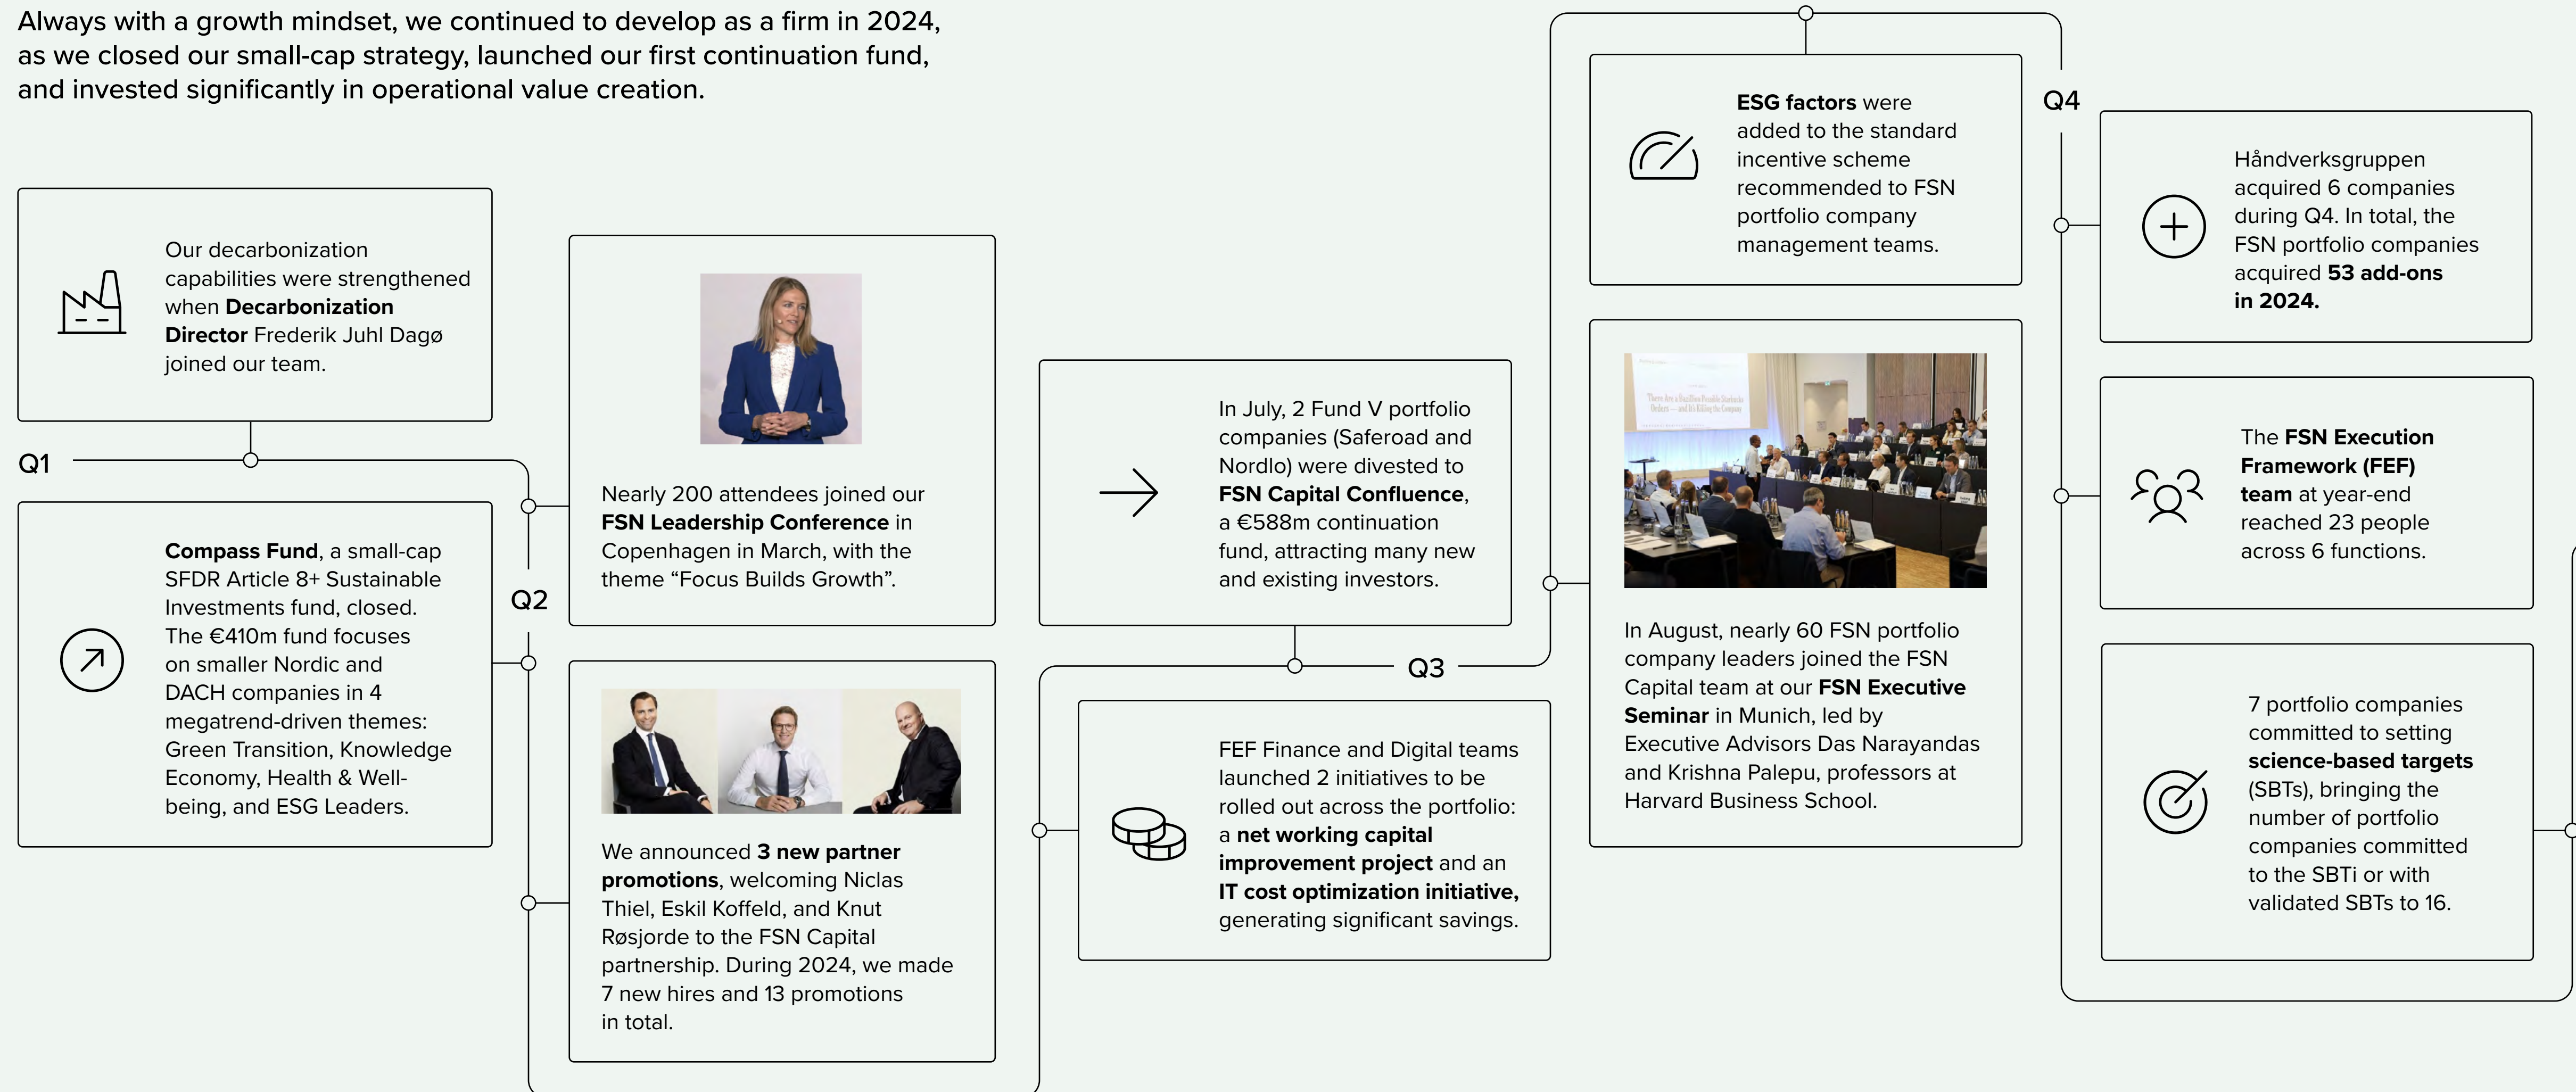 Always with a growth mindset, we continued to develop as a firm in 2024,
as we closed our small-cap strategy, launched our first continuation fund,
and invested significantly in operational value creation.
Our decarbonization
capabilities were strengthened
when Decarbonization
Director Frederik Juhl Dagø
joined our team.
Q1
Compass Fund, a small-cap
SFDR Article 8+ Sustainable
Investments fund, closed.
The €410m fund focuses
on smaller Nordic and
DACH companies in 4
megatrend-driven themes:
Green Transition, Knowledge
Economy, Health & Well-
being, and ESG Leaders.
Nearly 200 attendees joined our
FSN Leadership Conference in
Copenhagen in March, with the
theme “Focus Builds Growth”.
Q2
We announced 3 new partner
promotions, welcoming Niclas
Thiel, Eskil Koffeld, and Knut
Røsjorde to the FSN Capital
partnership. During 2024, we made
7 new hires and 13 promotions
in total.
In July, 2 Fund V portfolio
companies (Saferoad and
Nordlo) were divested to
FSN Capital Confluence,
a €588m continuation
fund, attracting many new
and existing investors.
Q3
FEF Finance and Digital teams
launched 2 initiatives to be
rolled out across the portfolio:
a net working capital
improvement project and an
IT cost optimization initiative,
generating significant savings.
ESG factors were
added to the standard
incentive scheme
recommended to FSN
portfolio company
management teams.
There Are a Bazillion Possible Starbucks
Orders — and It's Killing the Company
In August, nearly 60 FSN portfolio
company leaders joined the FSN
Capital team at our FSN Executive
Seminar in Munich, led by
Executive Advisors Das Narayandas
and Krishna Palepu, professors at
Harvard Business School.
Q4
Håndverksgruppen
acquired 6 companies
during Q4. In total, the
FSN portfolio companies
acquired 53 add-ons
in 2024.
The FSN Execution
Framework (FEF)
team at year-end
reached 23 people
across 6 functions.
7 portfolio companies
committed to setting
science-based targets
(SBTs), bringing the
number of portfolio
companies committed
to the SBTi or with
validated SBTs to 16.